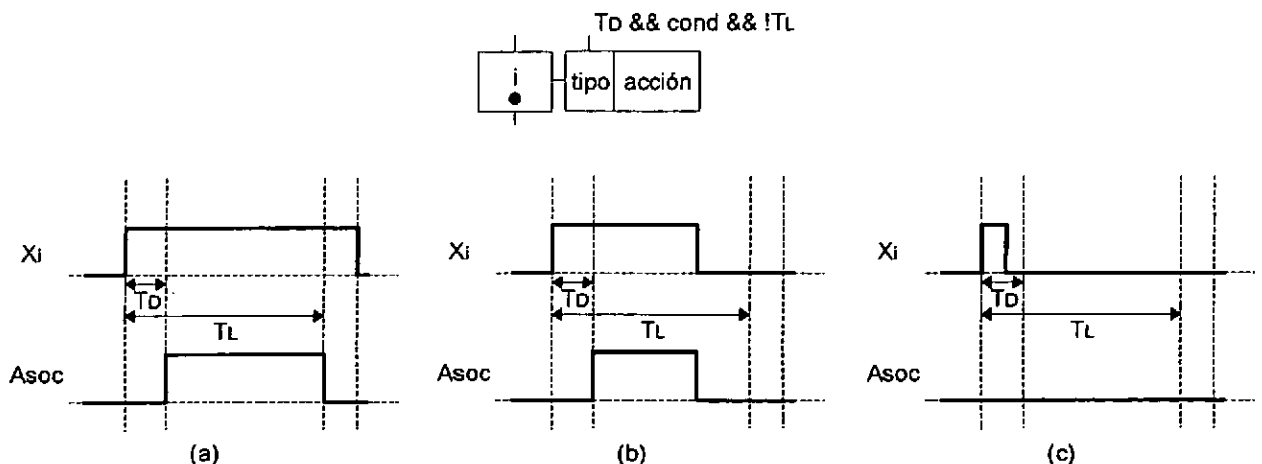 TD && cond && !TL
i
tipo acción
Xi
TD
TL
Asoc
(a)
Xi
TD
TL
Asoc
(b)
Xi
TD
TL
Asoc
(c)